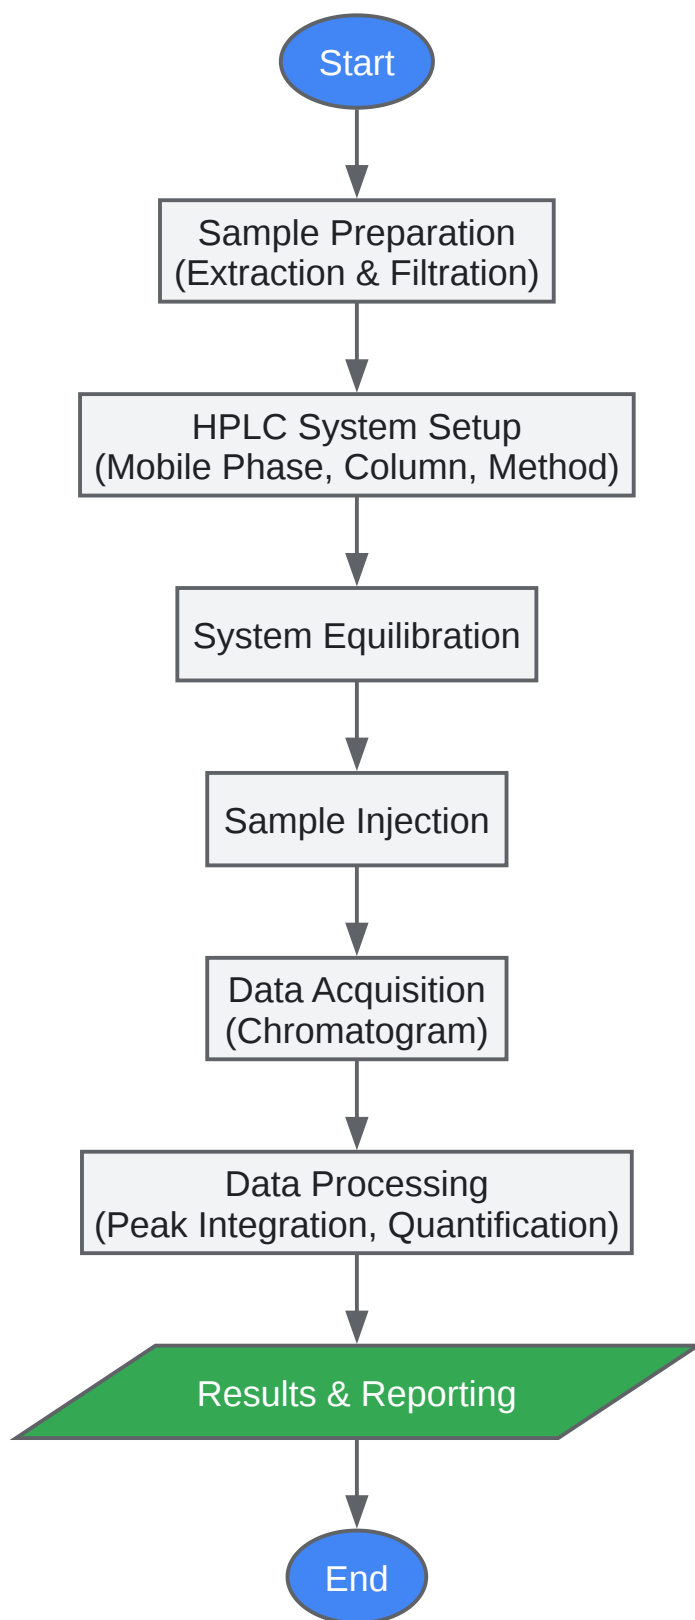 Start
Sample Preparation
(Extraction & Filtration)
HPLC System Setup
(Mobile Phase, Column, Method)
System Equilibration
Sample Injection
Data Acquisition
(Chromatogram)
Data Processing
(Peak Integration, Quantification)
Results & Reporting
End